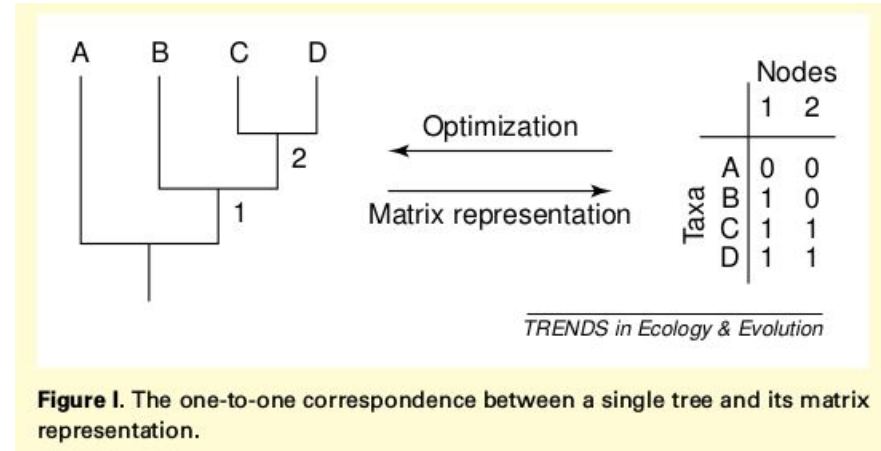 A B C D
2
1
Optimization
Matrix representation
Nodes
1 2
Taxa
A 0 0
B 1 0
C 1 1
D 1 1
TRENDS in Ecology & Evolution
Figure I. The one-to-one correspondence between a single tree and its matrix
representation.